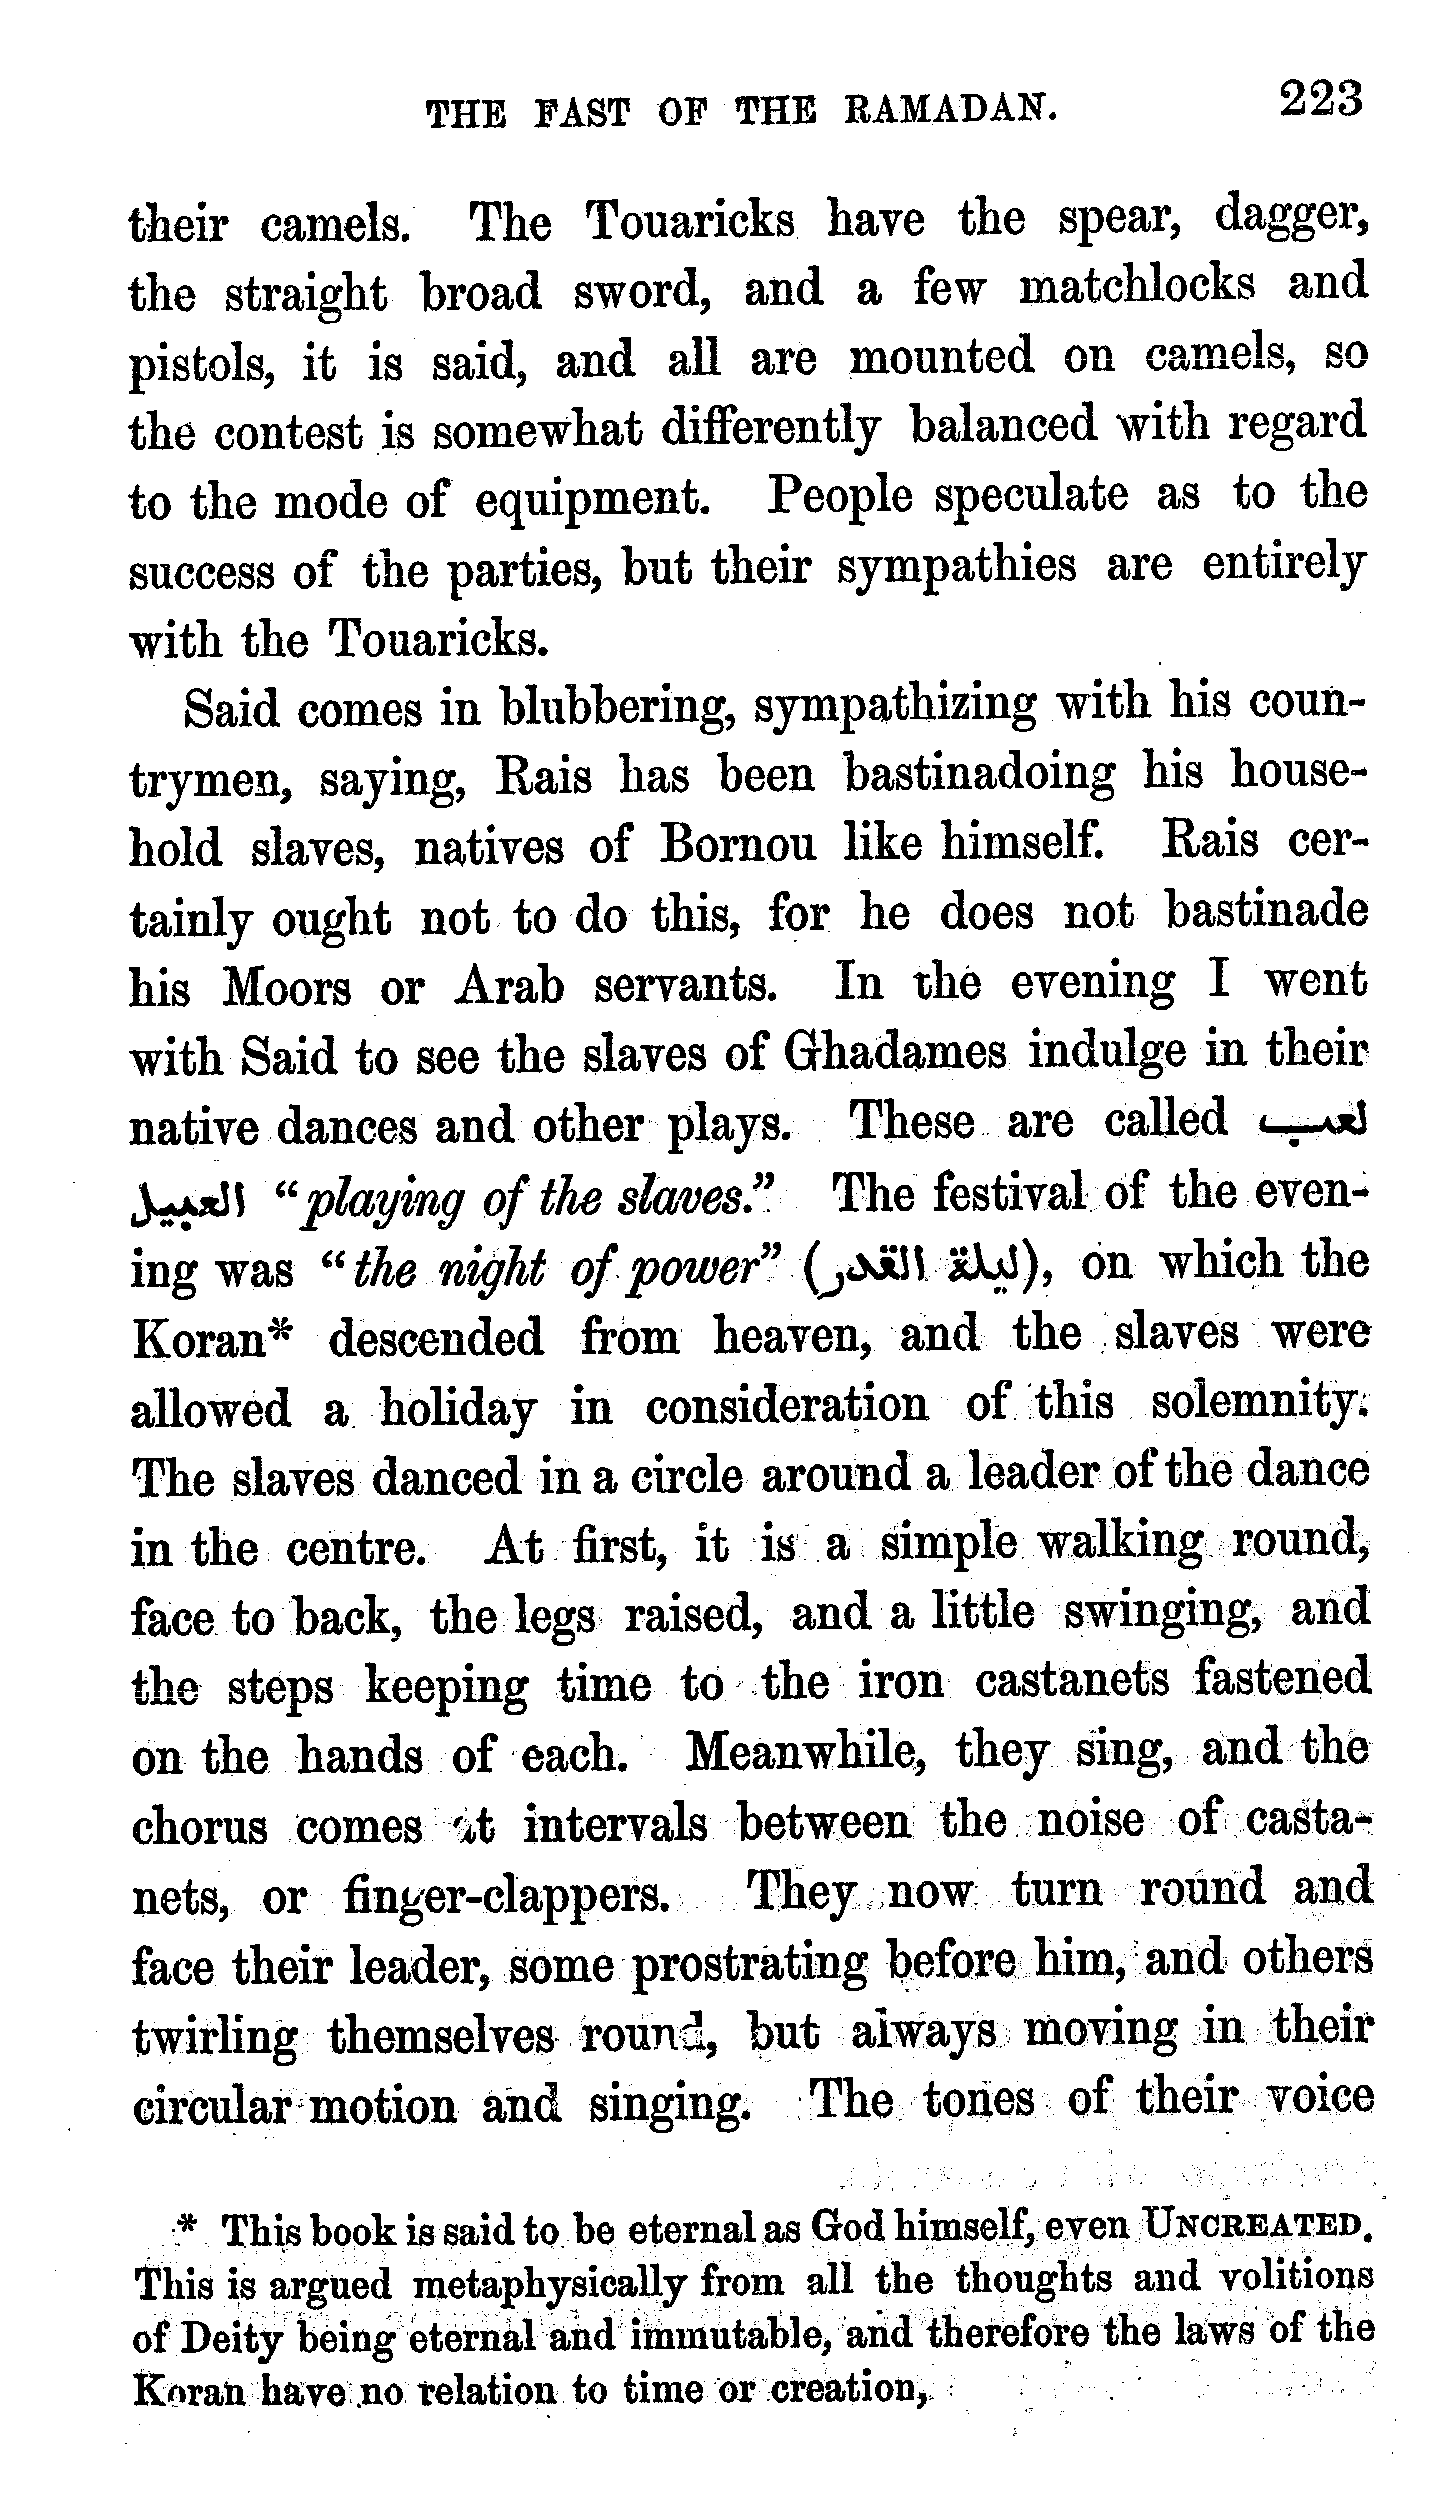 THE FAST OF THE RAMADAN. 223
their camels. The Touaricks have the spear, dagger,
the straight broad sword, and a few matchlocks and
pistols, it is said, and all are mounted on camels, so
the contest is somewhat differently balanced with regard
to the mode of equipment. People speculate as to the
success of the parties, but their sympathies are entirely
with the Touaricks.
Said comes in blubbering, sympathizing with his coun-
trymen, saying, Rais has been bastinadoing his house-
hold slaves, natives of Bornou like himself. Rais cer-
tainly ought not to do this, for he does not bastinade
his Moors or Arab servants. In the evening I went
with Said to see the slaves of Ghadames indulge in their
native dances and other plays. These are called لعب
العبيل "playing of the slaves." The festival of the even-
ing was "the night of power" (ليلة القدر), on which the
Koran* descended from heaven, and the slaves were
allowed a holiday in consideration of this solemnity.
The slaves danced in a circle around a leader of the dance
in the centre. At first, it is a simple walking round,
face to back, the legs raised, and a little swinging, and
the steps keeping time to the iron castanets fastened
on the hands of each. Meanwhile, they sing, and the
chorus comes at intervals between the noise of casta-
nets, or finger-clappers. They now turn round and
face their leader, some prostrating before him, and others
twirling themselves round, but always moving in their
circular motion and singing. The tones of their voice
* This book is said to be eternal as God himself, even UNCREATED.
This is argued metaphysically from all the thoughts and volitions
of Deity being eternal and immutable, and therefore the laws of the
Koran have no relation to time or creation,